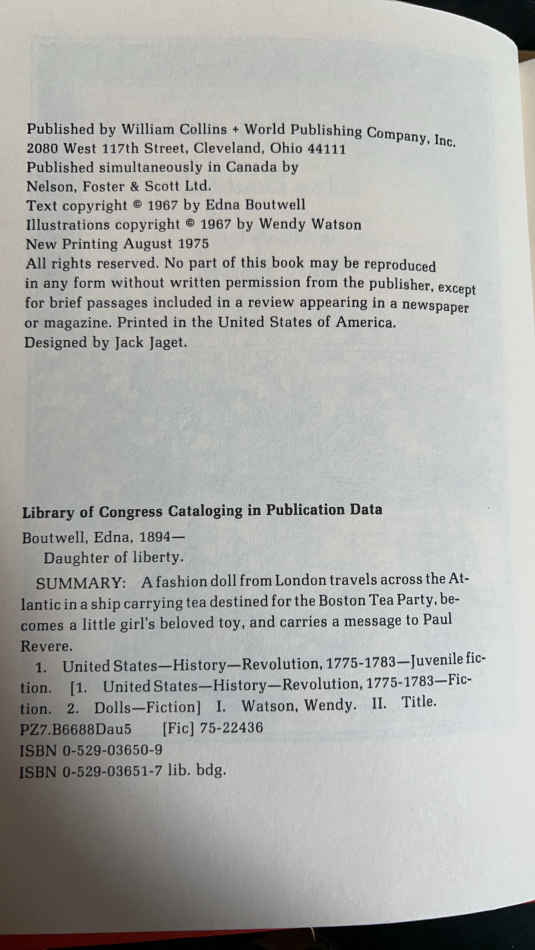 Published by William Collins + World Publishing Company, Inc.
2080 West 117th Street, Cleveland, Ohio 44111
Published simultaneously in Canada by
Nelson, Foster & Scott Ltd.
Text copyright © 1967 by Edna Boutwell
Illustrations copyright © 1967 by Wendy Watson
New Printing August 1975
All rights reserved. No part of this book may be reproduced
in any form without written permission from the publisher, except
for brief passages included in a review appearing in a newspaper
or magazine. Printed in the United States of America.
Designed by Jack Jaget.
Library of Congress Cataloging in Publication Data
Boutwell, Edna, 1894—
Daughter of liberty.
SUMMARY: A fashion doll from London travels across the At-
lantic in a ship carrying tea destined for the Boston Tea Party, be-
comes a little girl's beloved toy, and carries a message to Paul
Revere.
1. United States—History—Revolution, 1775-1783—Juvenile fic-
tion. [1. United States—History—Revolution, 1775-1783—Fic-
tion. 2. Dolls—Fiction] I. Watson, Wendy. II. Title.
PZ7.B6688Dau5 [Fic] 75-22436
ISBN 0-529-03650-9
ISBN 0-529-03651-7 lib. bdg.